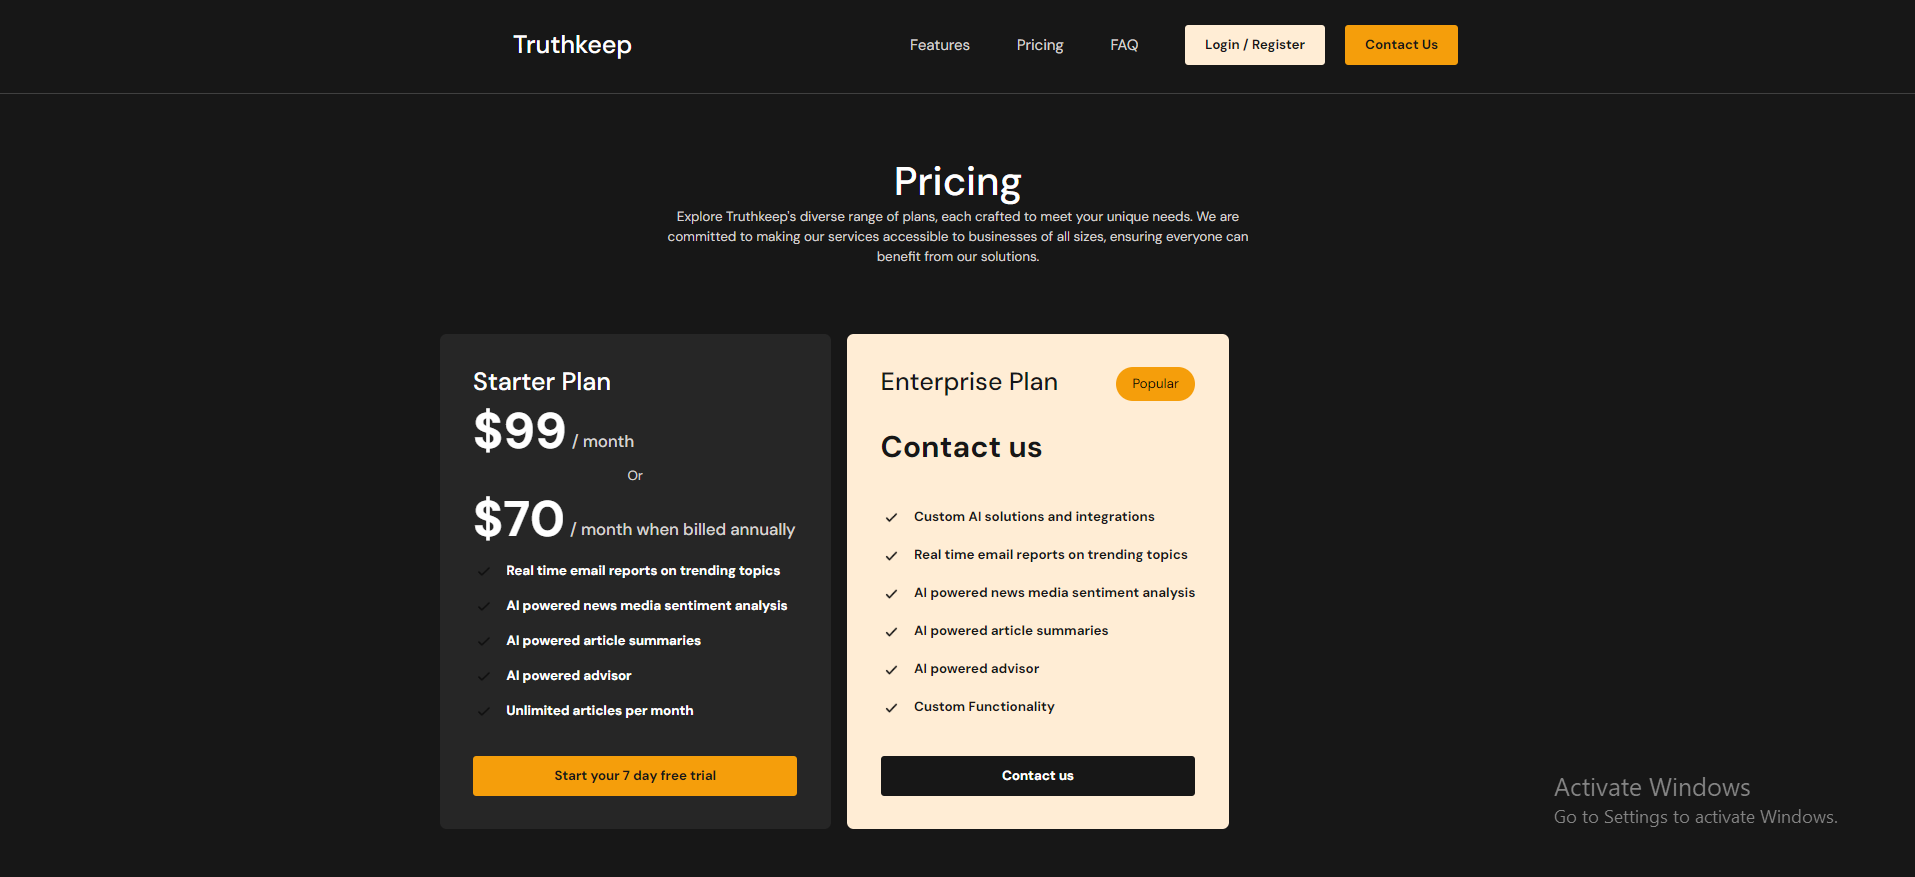 Truthkeep
Features
Pricing
FAQ
Login / Register
Contact Us
Pricing
Explore Truthkeep's diverse range of plans, each crafted to meet your unique needs. We are
committed to making our services accessible to businesses of all sizes, ensuring everyone can
benefit from our solutions.
Starter Plan
$99 / month
Or
$70 / month when billed annually
Real time email reports on trending topics
AI powered news media sentiment analysis
AI powered article summaries
AI powered advisor
Unlimited articles per month
Start your 7 day free trial
Enterprise Plan
Popular
Contact us
Custom AI solutions and integrations
Real time email reports on trending topics
AI powered news media sentiment analysis
AI powered article summaries
AI powered advisor
Custom Functionality
Contact us
Activate Windows
Go to Settings to activate Windows.